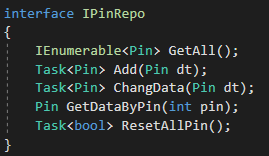 interface IPinRepo
{
IEnumerable<Pin> GetAll();
Task<Pin> Add(Pin dt);
Task<Pin> ChangData(Pin dt);
Pin GetDataByPin(int pin);
Task<bool> ResetAllPin();
}